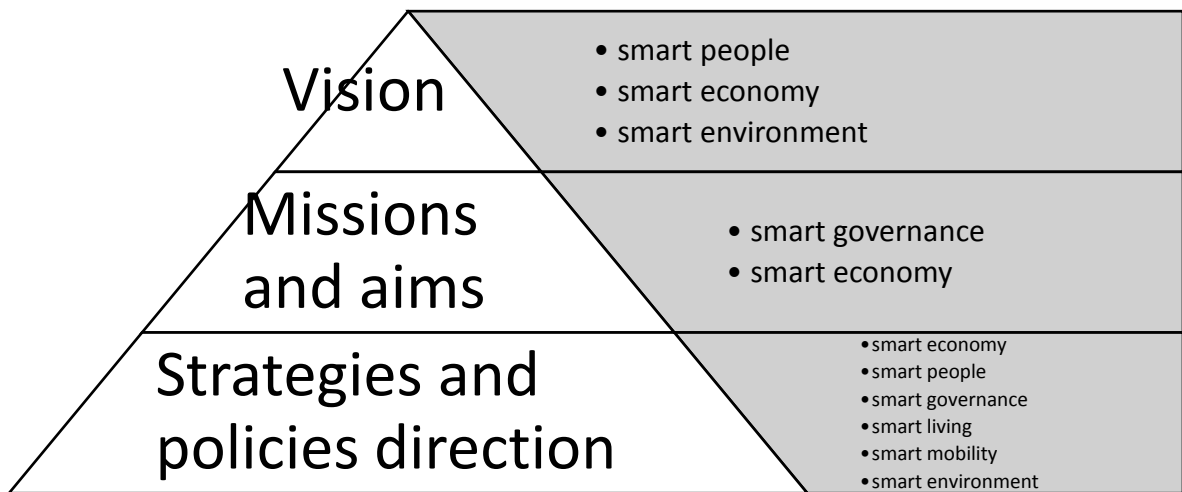 Vision
• smart people
• smart economy
• smart environment
Missions
and aims
• smart governance
• smart economy
Strategies and
policies direction
•smart economy
•smart people
•smart governance
•smart living
•smart mobility
•smart environment